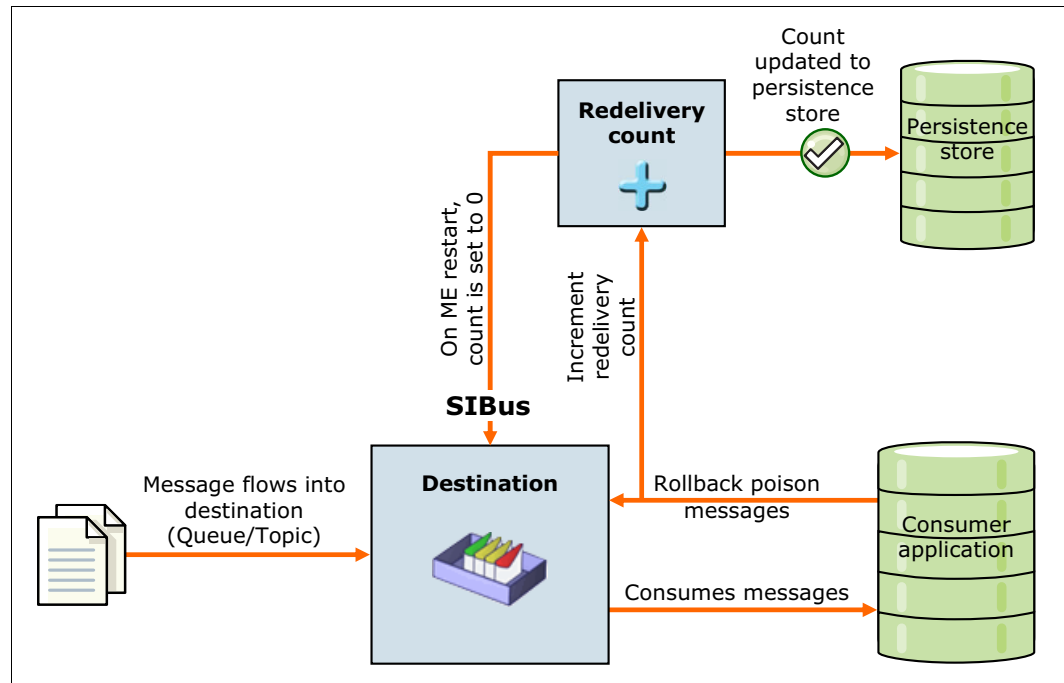 Count
updated to
persistence
store
Redelivery
count
Persistence
store
On ME restart,
count is set to 0
Increment
redelivery
count
SIBus
Message flows into
destination
(Queue/Topic)
Destination
Rollback poison
messages
Consumer
application
Consumes messages